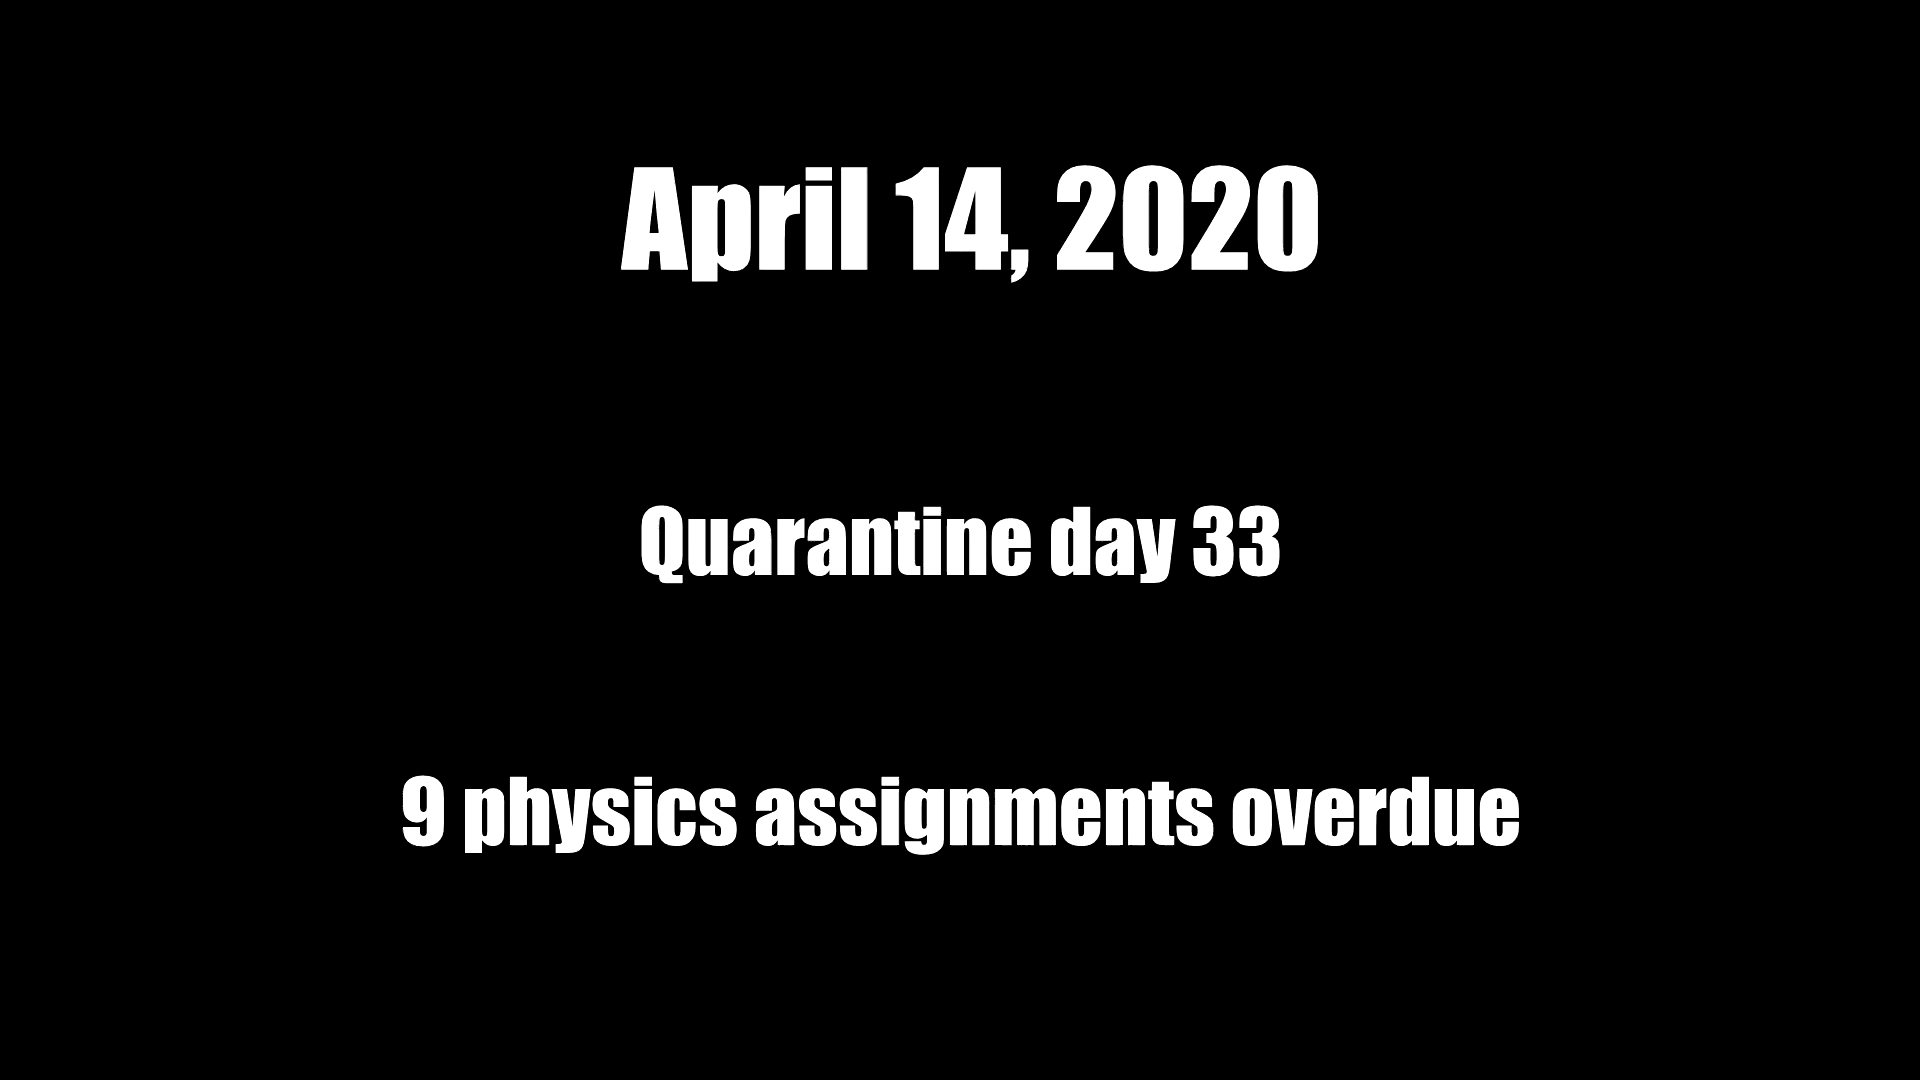 April 14, 2020
Quarantine day 33
9 physics assignments overdue